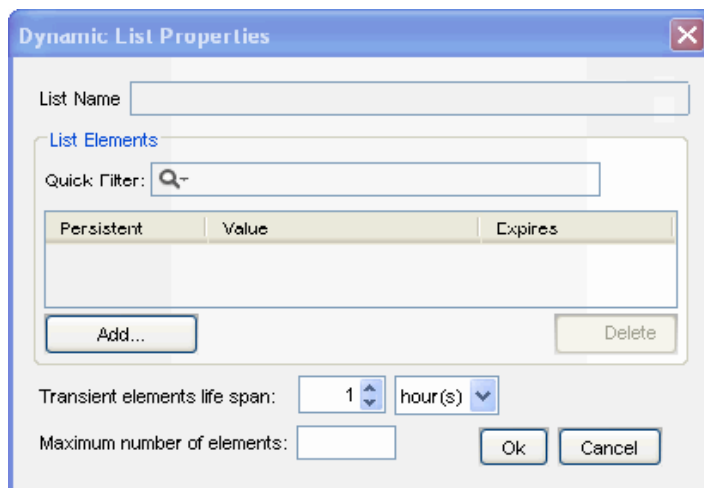 Dynamic List Properties
List Name
List Elements
Quick Filter:
Persistent Value Expires
Add... Delete
Transient elements life span: 1 hour(s)
Maximum number of elements: Ok Cancel